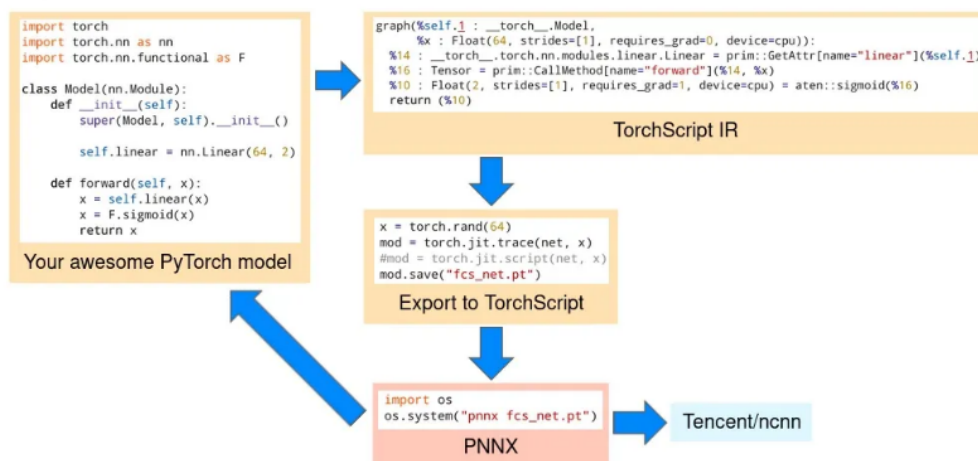 import torch
import torch.nn as nn
import torch.nn.functional as F
class Model(nn.Module):
def __init__(self):
super(Model, self).__init__()
self.linear = nn.Linear(64, 2)
def forward(self, x):
x = self.linear(x)
x = F.sigmoid(x)
return x
Your awesome PyTorch model
graph(%self.1 : __torch__.Model,
%x : Float(64, strides=[1], requires_grad=0, device=cpu)):
%14 : __torch__.torch.nn.modules.linear.Linear = prim::GetAttr[name="linear"](%self.1)
%16 : Tensor = prim::CallMethod[name="forward"](%14, %x)
%10 : Float(2, strides=[1], requires_grad=1, device=cpu) = aten::sigmoid(%16)
return (%10)
TorchScript IR
x = torch.rand(64)
mod = torch.jit.trace(net, x)
#mod = torch.jit.script(net, x)
mod.save("fcs_net.pt")
Export to TorchScript
import os
os.system("pnnx fcs_net.pt")
PNNX
Tencent/ncnn